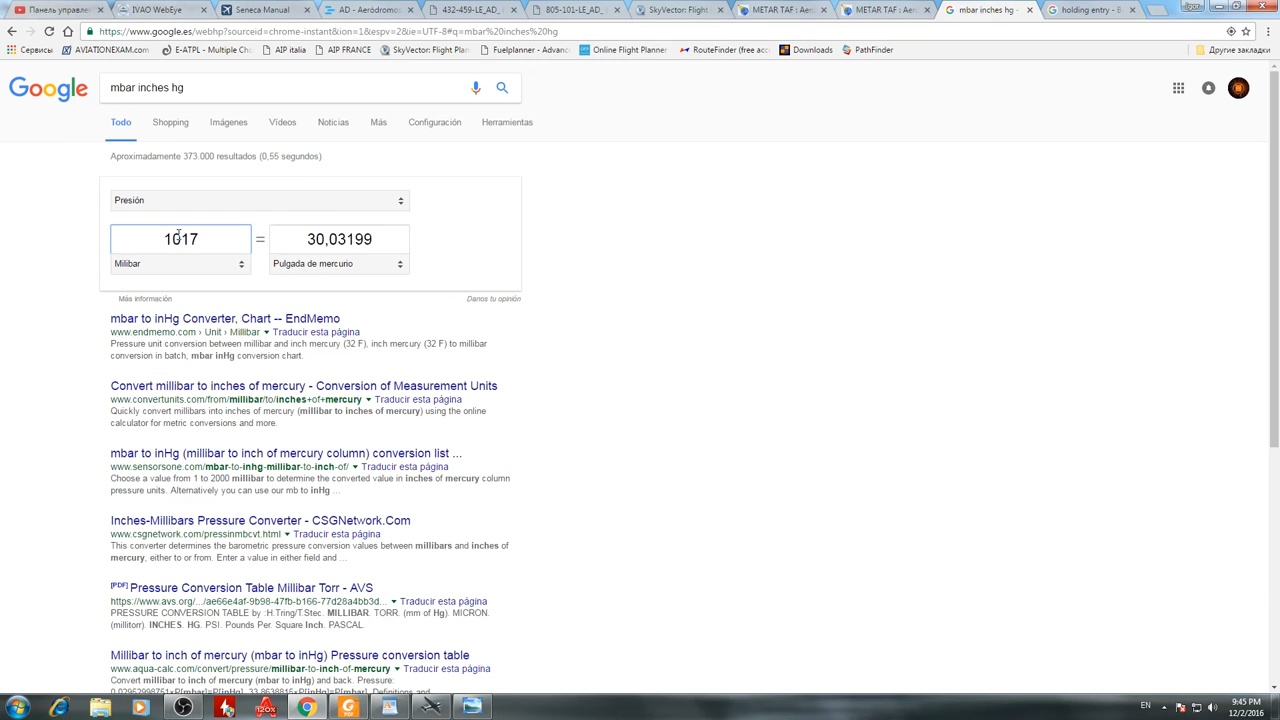 Панель управлен
IVAO WebEye
Seneca Manual
AD - Aeródromos
432-459-LE_AD_
805-101-LE_AD_
SkyVector: Flight
METAR TAF : Aero
METAR TAF : Aero
mbar inches hg -
holding entry - B
Igor
https://www.google.es/webhp?sourceid=chrome-instant&ion=1&espv=2&ie=UTF-8#q=mbar%20inches%20hg
Сервисы
AVIATIONEXAM.com
E-ATPL - Multiple Cho
AIP italia
AIP FRANCE
SkyVector: Flight Plan
Fuelplanner - Aviation
Online Flight Planner
RouteFinder (free acc
Downloads
PathFinder
Другие закладки
Google
mbar inches hg
Todo
Shopping
Imágenes
Vídeos
Noticias
Más
Configuración
Herramientas
Aproximadamente 373.000 resultados (0,55 segundos)
Presión
1017 = 30,03199
Milibar
Pulgada de mercurio
Más información
Danos tu opinión
mbar to inHg Converter, Chart -- EndMemo
www.endmemo.com › Unit › Millibar ▼ Traducir esta página
Pressure unit conversion between millibar and inch mercury (32 F), inch mercury (32 F) to millibar
conversion in batch, mbar inHg conversion chart.
Convert millibar to inches of mercury - Conversion of Measurement Units
www.convertunits.com/from/millibar/to/inches+of+mercury ▼ Traducir esta página
Quickly convert millibars into inches of mercury (millibar to inches of mercury) using the online
calculator for metric conversions and more.
mbar to inHg (millibar to inch of mercury column) conversion list ...
www.sensorsone.com/mbar-to-inhg-millibar-to-inch-of/ ▼ Traducir esta página
Choose a value from 1 to 2000 millibar to determine the converted value in inches of mercury column
pressure units. Alternatively you can use our mb to inHg ...
Inches-Millibars Pressure Converter - CSGNetwork.Com
www.csgnetwork.com/pressinmbcvt.html ▼ Traducir esta página
This converter determines the barometric pressure conversion values between millibars and inches of
mercury, either to or from. Enter a value in either field and ...
[PDF] Pressure Conversion Table Millibar Torr - AVS
https://www.avs.org/.../ae66e4af-9b98-47fb-b166-77d28a4bb3d... ▼ Traducir esta página
PRESSURE CONVERSION TABLE by :H.Tring/T.Stec. MILLIBAR. TORR. (mm of Hg). MICRON.
(millitorr). INCHES. HG. PSI. Pounds Per. Square Inch. PASCAL.
Millibar to inch of mercury (mbar to inHg) Pressure conversion table
www.aqua-calc.com/convert/pressure/millibar-to-inch-of-mercury ▼ Traducir esta página
Convert millibar to inch of mercury (mbar to inHg) and back. Pressure:
120X
PDF
EN
9:45 PM
12/2/2016